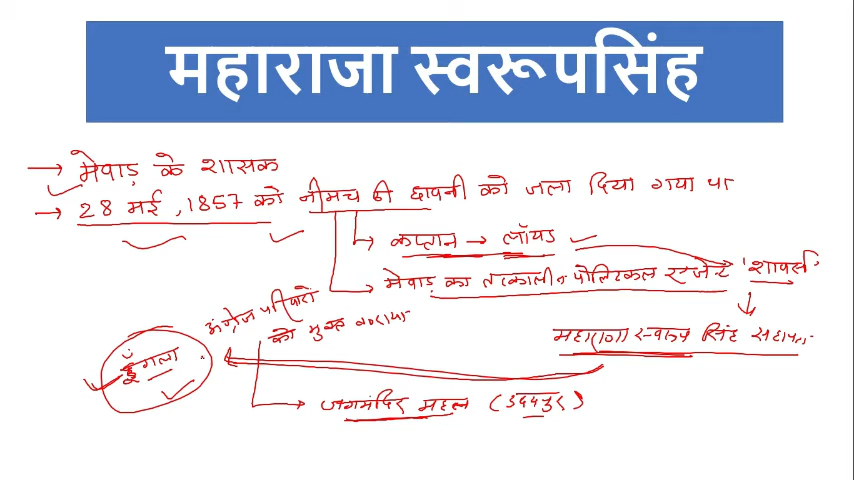 महाराजा स्वरूपसिंह
→ मेवाड़ के शासक
→ 28 मई, 1857 को नीमच की छावनी को जला दिया गया था
→ कप्तान → लॉयड
→ मेवाड़ का तत्कालीन पोलिटिकल एजेंट 'शावर्स'
महाराणा स्वरूप सिंह सहायता
अंग्रेज परिवारों
को मुक्त कराया
डूँगला
→ जगमंदिर महल (उदयपुर)